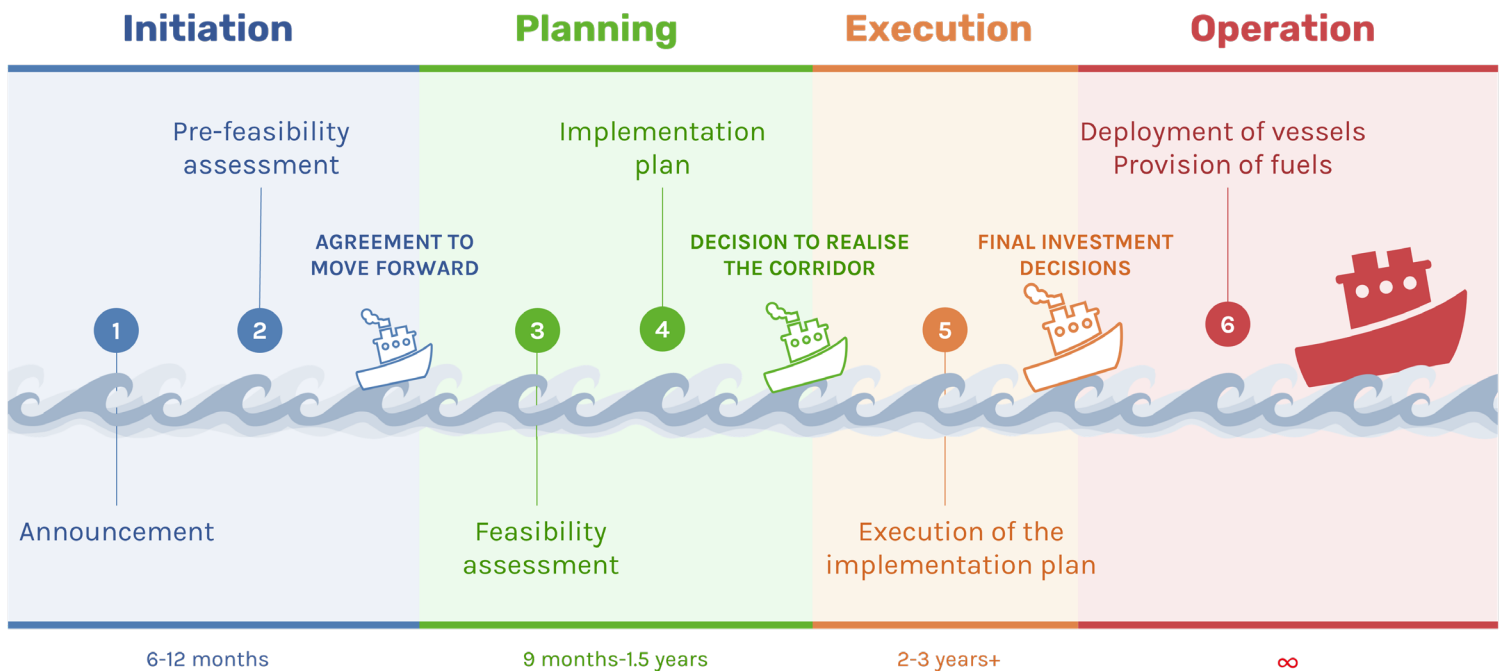 Initiation
Planning
Execution
Operation
Pre-feasibility
assessment
Implementation
plan
Deployment of vessels
Provision of fuels
AGREEMENT TO
MOVE FORWARD
DECISION TO REALISE
THE CORRIDOR
FINAL INVESTMENT
DECISIONS
1
2
3
4
5
6
Announcement
Feasibility
assessment
Execution of the
implementation plan
6-12 months
9 months-1.5 years
2-3 years+
∞